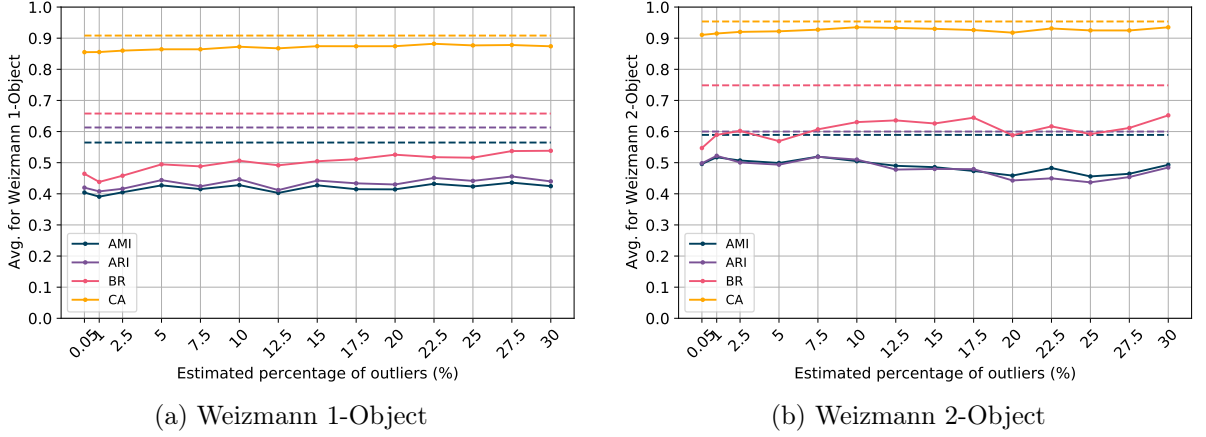 1.0
0.9
0.8
0.7
0.6
0.5
0.4
0.3
0.2
0.1
0.0
Avg. for Weizmann 1-Object
AMI
ARI
BR
CA
0.05 1 2.5 5 7.5 10 12.5 15 17.5 20 22.5 25 27.5 30
Estimated percentage of outliers (%)
(a) Weizmann 1-Object
1.0
0.9
0.8
0.7
0.6
0.5
0.4
0.3
0.2
0.1
0.0
Avg. for Weizmann 2-Object
AMI
ARI
BR
CA
0.05 1 2.5 5 7.5 10 12.5 15 17.5 20 22.5 25 27.5 30
Estimated percentage of outliers (%)
(b) Weizmann 2-Object